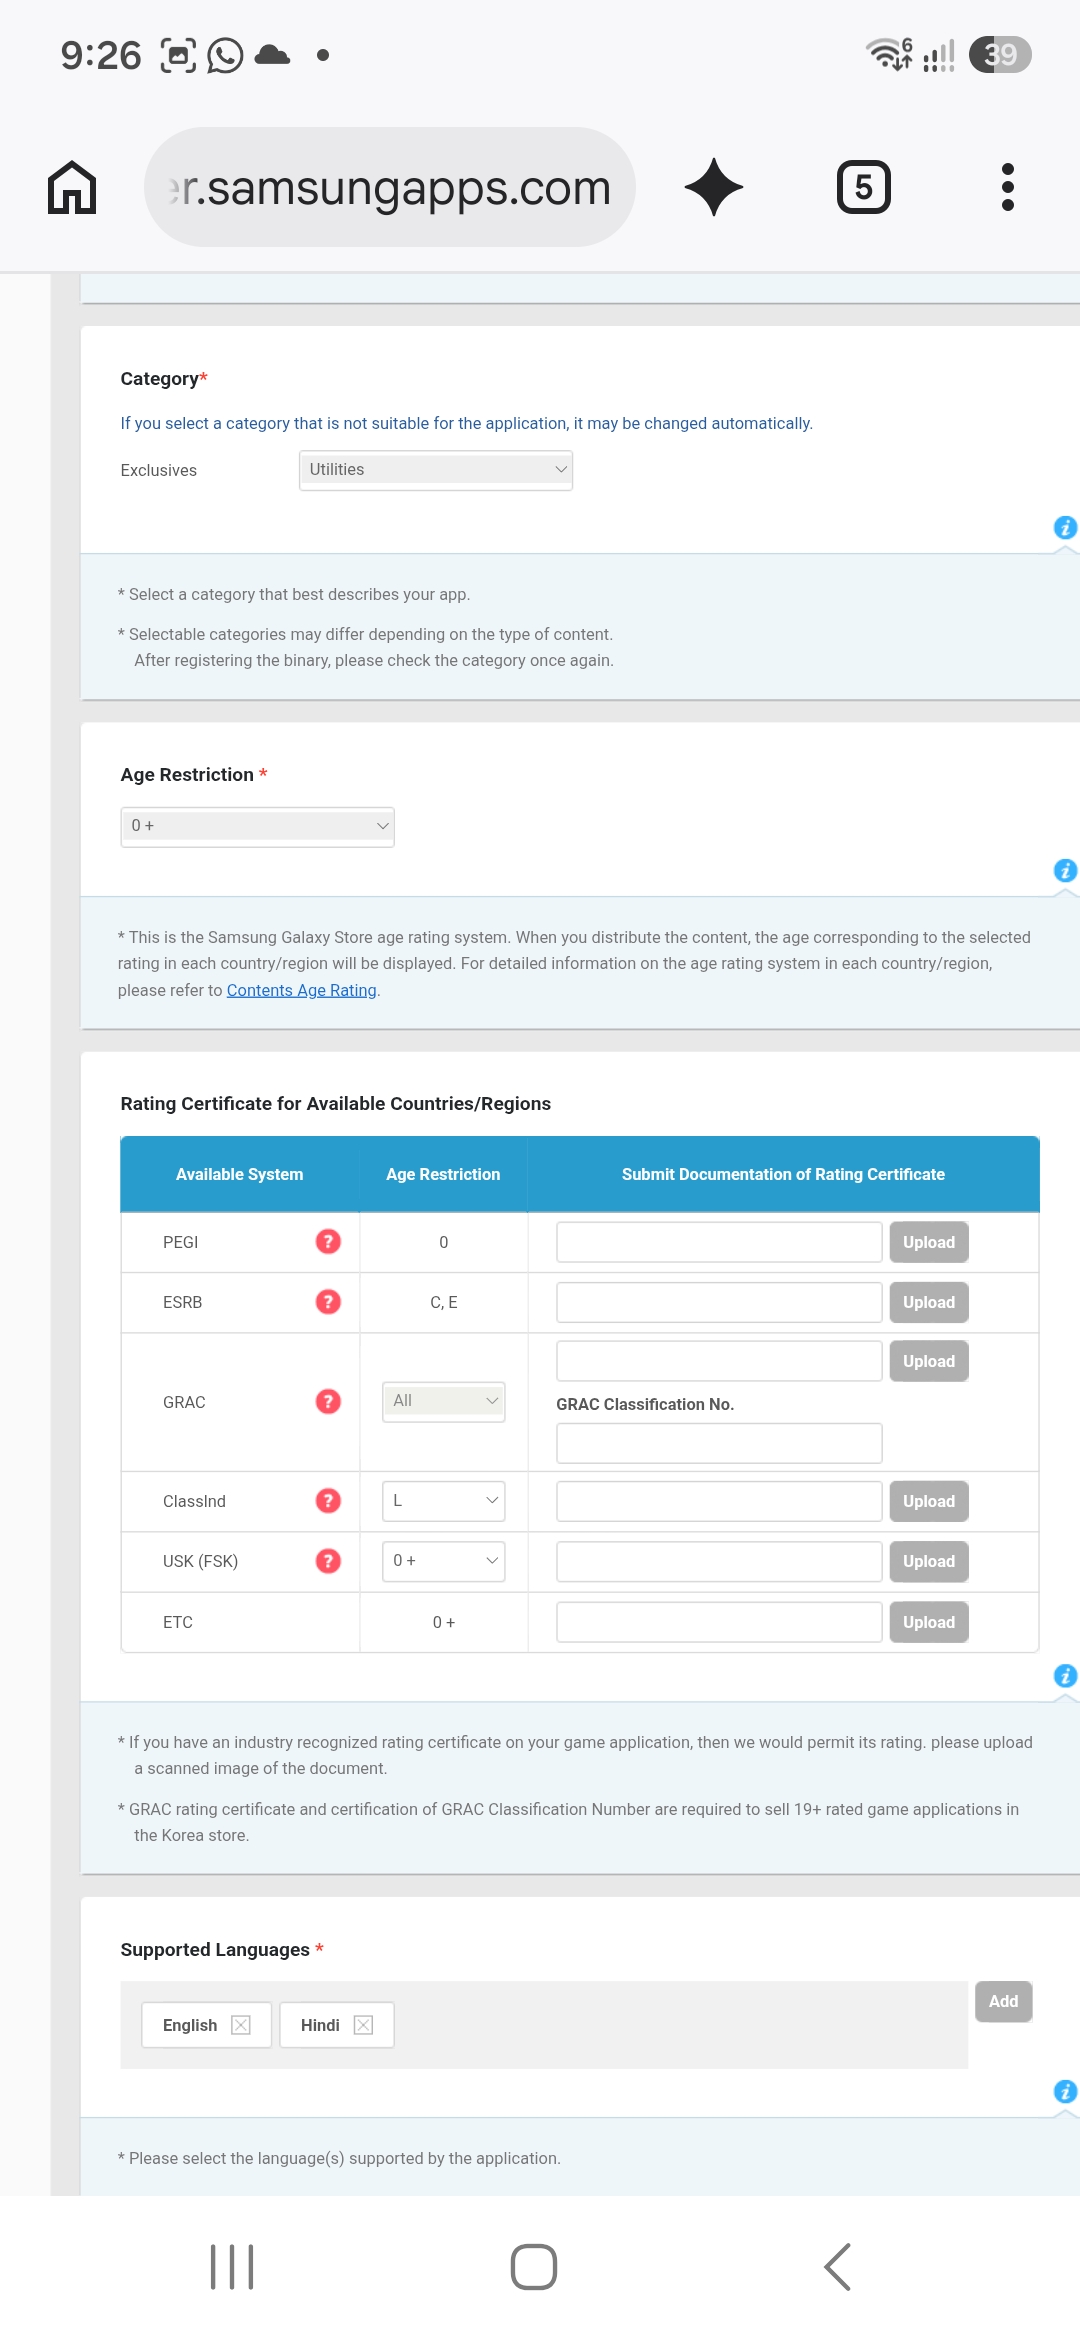 9:26
6
39
er.samsungapps.com
5
Category*
If you select a category that is not suitable for the application, it may be changed automatically.
Exclusives
Utilities
i
* Select a category that best describes your app.
* Selectable categories may differ depending on the type of content.
After registering the binary, please check the category once again.
Age Restriction *
0 +
i
* This is the Samsung Galaxy Store age rating system. When you distribute the content, the age corresponding to the selected
rating in each country/region will be displayed. For detailed information on the age rating system in each country/region,
please refer to Contents Age Rating.
Rating Certificate for Available Countries/Regions
Available System Age Restriction Submit Documentation of Rating Certificate
PEGI ? 0 Upload
ESRB ? C, E Upload
Upload
GRAC ? All GRAC Classification No.
ClassInd ? L Upload
USK (FSK) ? 0 + Upload
ETC 0 + Upload
i
* If you have an industry recognized rating certificate on your game application, then we would permit its rating. please upload
a scanned image of the document.
* GRAC rating certificate and certification of GRAC Classification Number are required to sell 19+ rated game applications in
the Korea store.
Supported Languages *
English Hindi Add
i
* Please select the language(s) supported by the application.